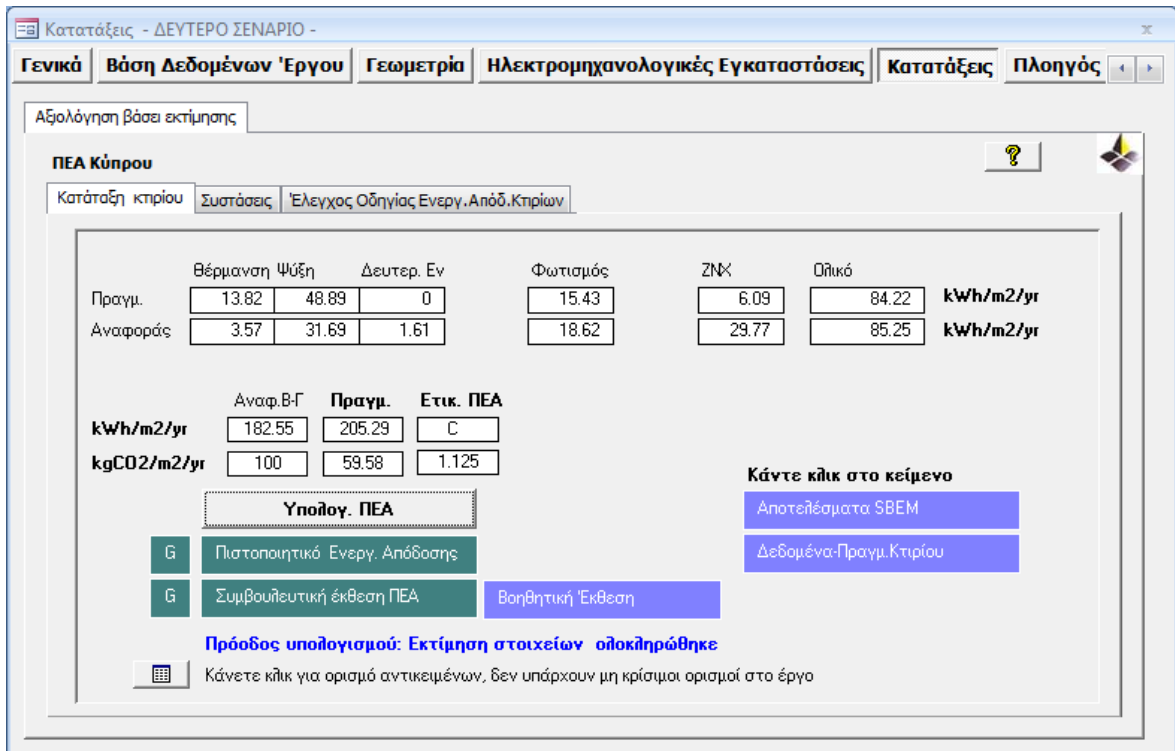 Κατατάξεις - ΔΕΥΤΕΡΟ ΣΕΝΑΡΙΟ -
x
Γενικά Βάση Δεδομένων 'Εργου Γεωμετρία Ηλεκτρομηχανολογικές Εγκαταστάσεις Κατατάξεις Πλοηγός
Αξιολόγηση βάσει εκτίμησης
ΠΕΑ Κύπρου
?
Κατάταξη κτιρίου Συστάσεις 'Ελεγχος Οδηγίας Ενεργ.Απόδ.Κτιρίων
Θέρμανση Ψύξη Δευτερ. Εν Φωτισμός ΖΝΧ Ολικό
Πραγμ. 13.82 48.89 0 15.43 6.09 84.22 kWh/m2/yr
Αναφοράς 3.57 31.69 1.61 18.62 29.77 85.25 kWh/m2/yr
Αναφ.Β-Γ Πραγμ. Ετικ. ΠΕΑ
kWh/m2/yr 182.55 205.29 C
kgCO2/m2/yr 100 59.58 1.125
Κάντε κλικ στο κείμενο
Υπολογ. ΠΕΑ
Αποτελέσματα SBEM
G Πιστοποιητικό Ενεργ. Απόδοσης
Δεδομένα-Πραγμ.Κτιρίου
G Συμβουλευτική έκθεση ΠΕΑ Βοηθητική 'Εκθεση
Πρόοδος υπολογισμού: Εκτίμηση στοιχείων ολοκληρώθηκε
Κάνετε κλικ για ορισμό αντικειμένων, δεν υπάρχουν μη κρίσιμοι ορισμοί στο έργο